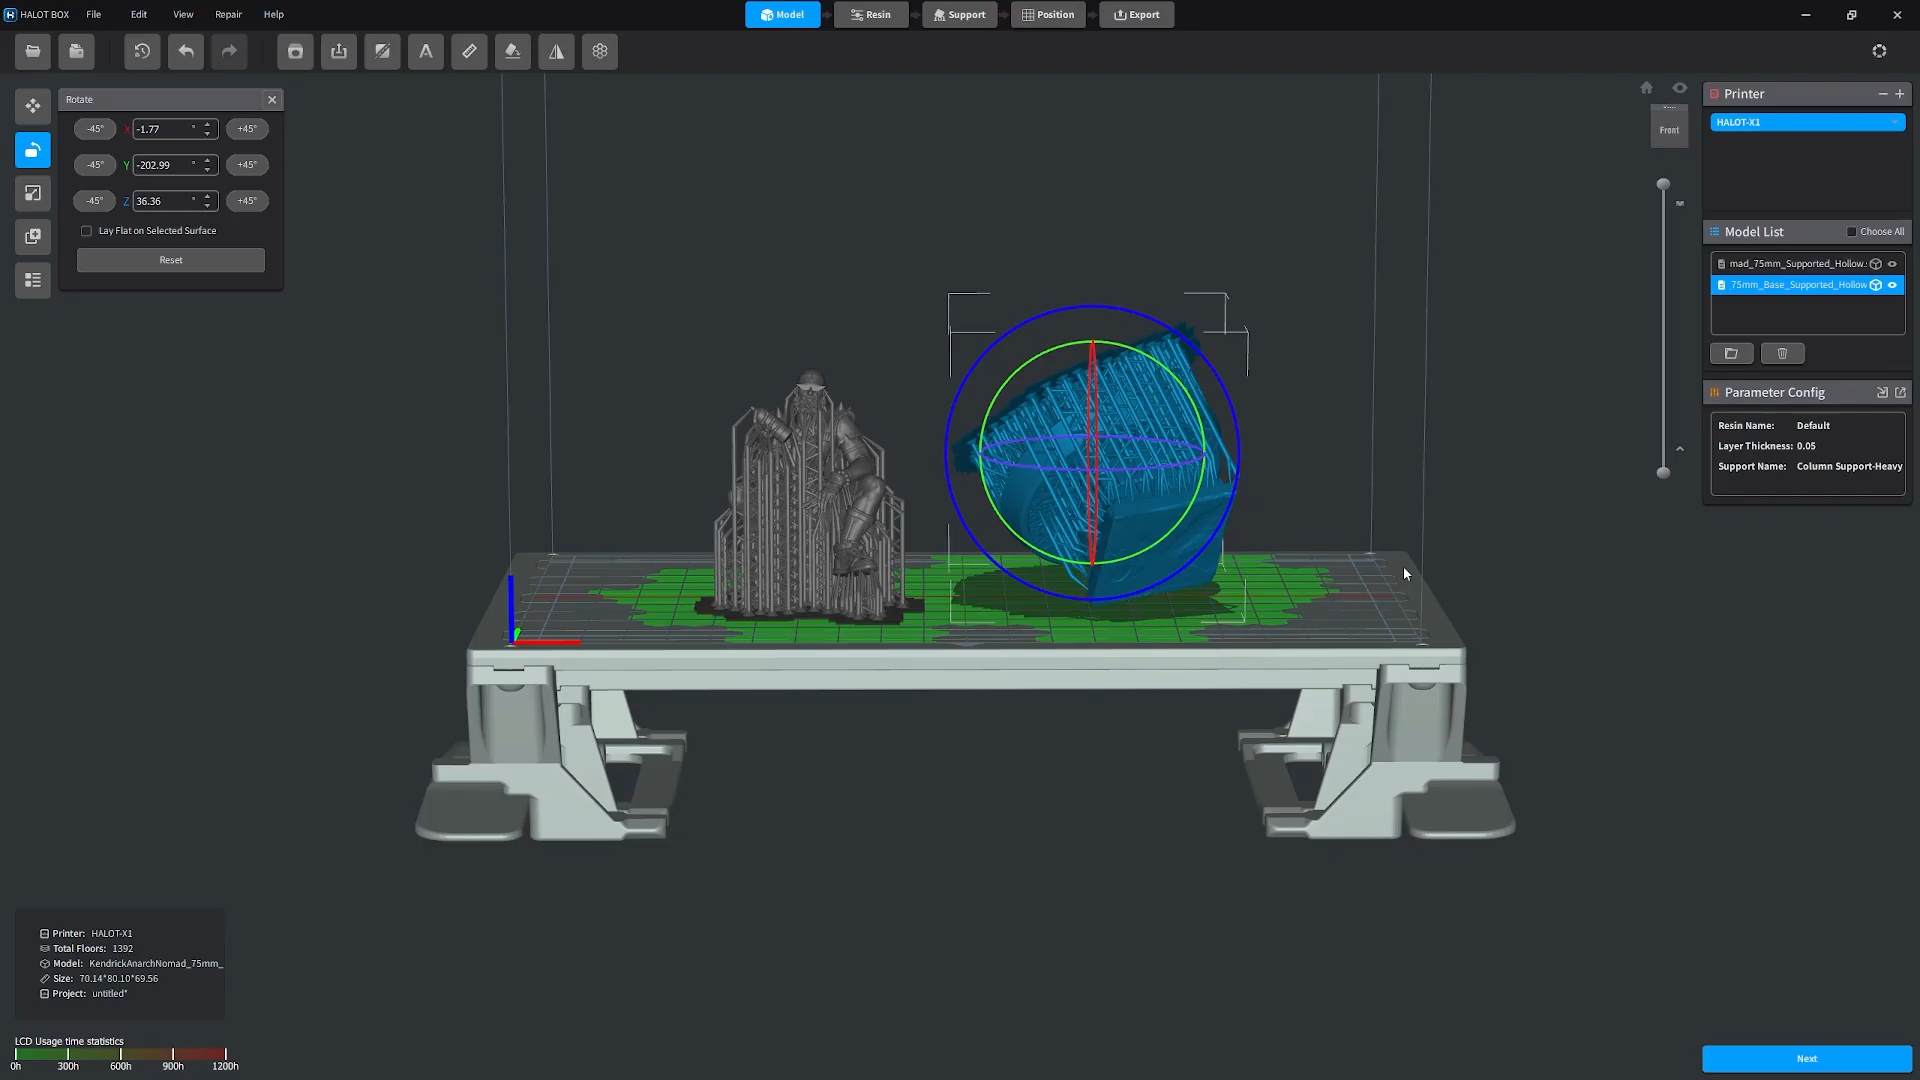 HALOT BOX File Edit View Repair Help
Model Resin Support Position Export
Rotate
-45° X -1.77 ° +45°
-45° Y -202.99 ° +45°
-45° Z 36.36 ° +45°
Lay Flat on Selected Surface
Reset
Front
Printer
HALOT-X1
Model List Choose All
mad_75mm_Supported_Hollow.
75mm_Base_Supported_Hollow
Parameter Config
Resin Name: Default
Layer Thickness: 0.05
Support Name: Column Support-Heavy
Printer: HALOT-X1
Total Floors: 1392
Model: KendrickAnarchNomad_75mm_
Size: 70.14*80.10*69.56
Project: untitled*
LCD Usage time statistics
0h 300h 600h 900h 1200h
Next